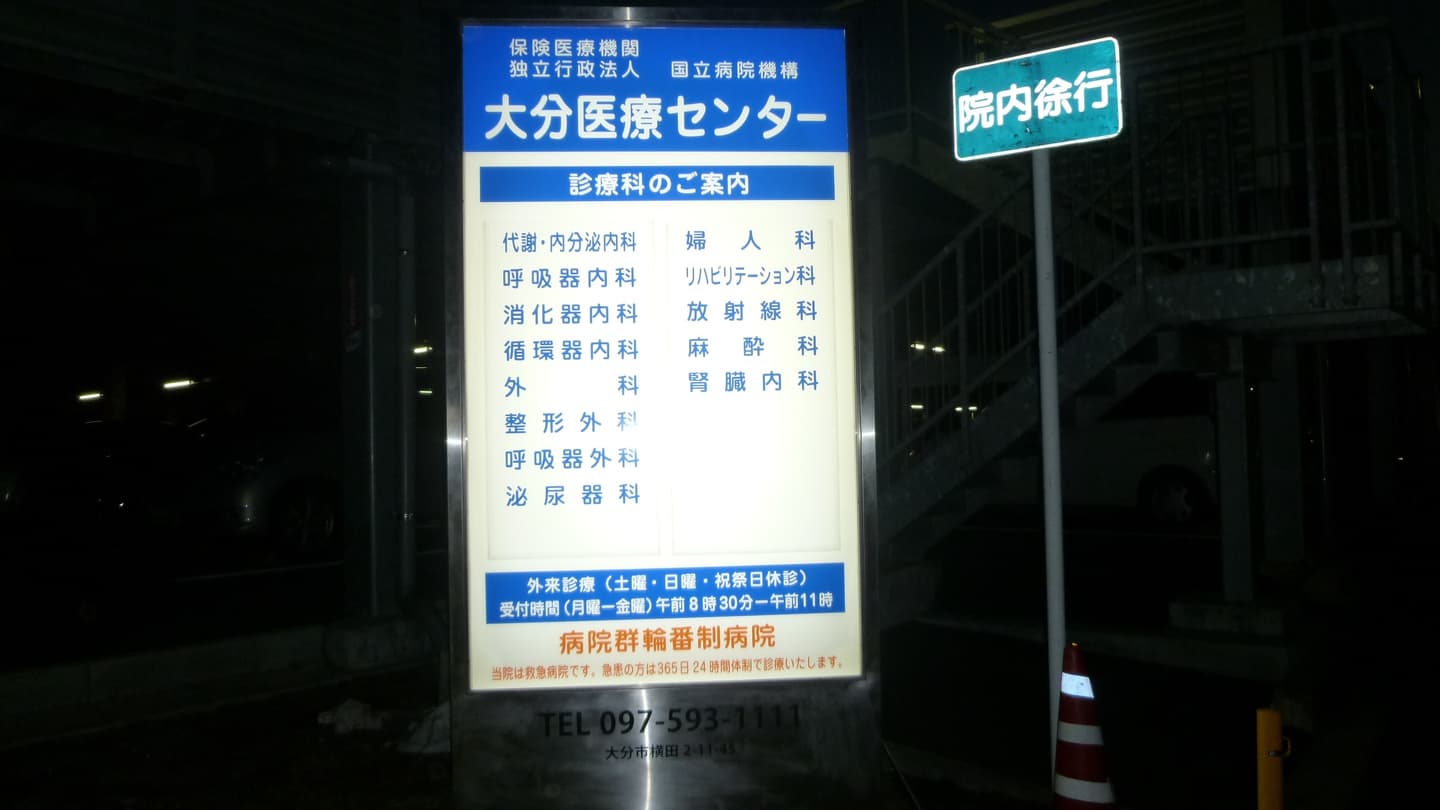 保険医療機関
独立行政法人 国立病院機構
大分医療センター
診療科のご案内
代謝・内分泌内科
呼吸器内科
消化器内科
循環器内科
外科
整形外科
呼吸器外科
泌尿器科
婦人科
リハビリテーション科
放射線科
麻酔科
腎臓内科
外来診療（土曜・日曜・祝祭日休診）
受付時間（月曜ー金曜）午前8時30分ー午前11時
病院群輪番制病院
当院は救急病院です。急患の方は365日24時間体制で診療いたします。
TEL 097-593-1111
大分市横田 2-11-45
院内徐行